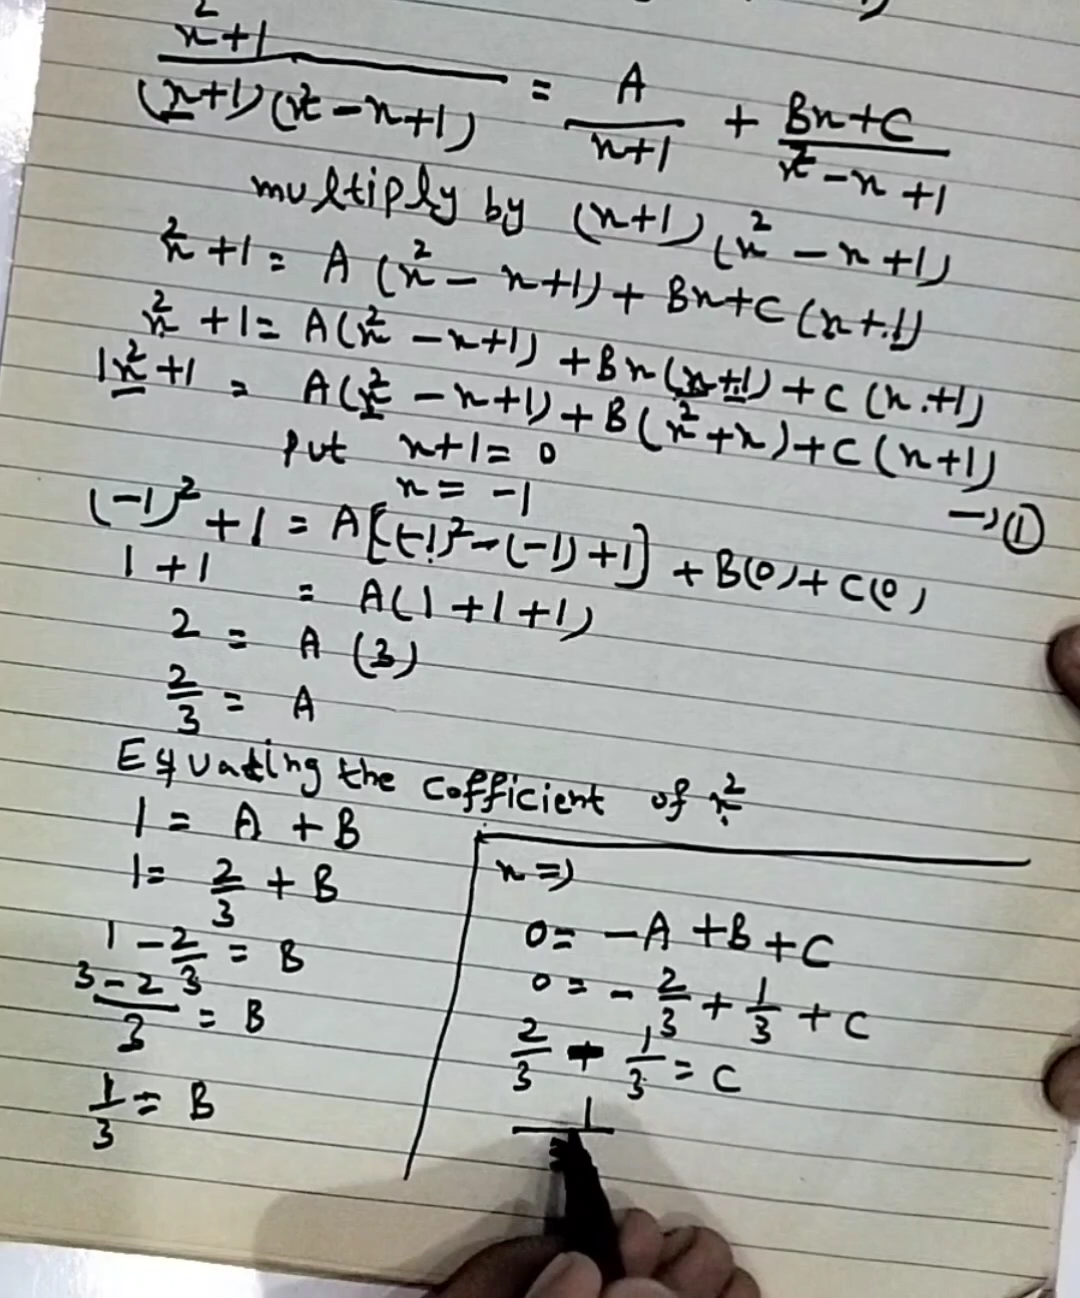 x²+1 / (x+1)(x²-x+1) = A / x+1 + Bx+C / x²-x+1
multiply by (x+1)(x²-x+1)
x²+1= A(x²-x+1)+Bx+C(x+1)
x²+1= A(x²-x+1)+Bx(x+1)+C(x+1)
1x²+1 = A(x²-x+1)+B(x²+x)+C(x+1)
put x+1=0
x=-1 →①
(-1)²+1=A[(-1)²-(-1)+1]+B(0)+C(0)
1+1 = A(1+1+1)
2 = A (3)
2/3 = A
Equating the cofficient of x²
1= A+B
1= 2/3 +B
1-2/3 = B
3-2/3 = B
1/3 = B
x⇒
0= -A+B+C
0= -2/3 + 1/3 +C
2/3 - 1/3 = C
1